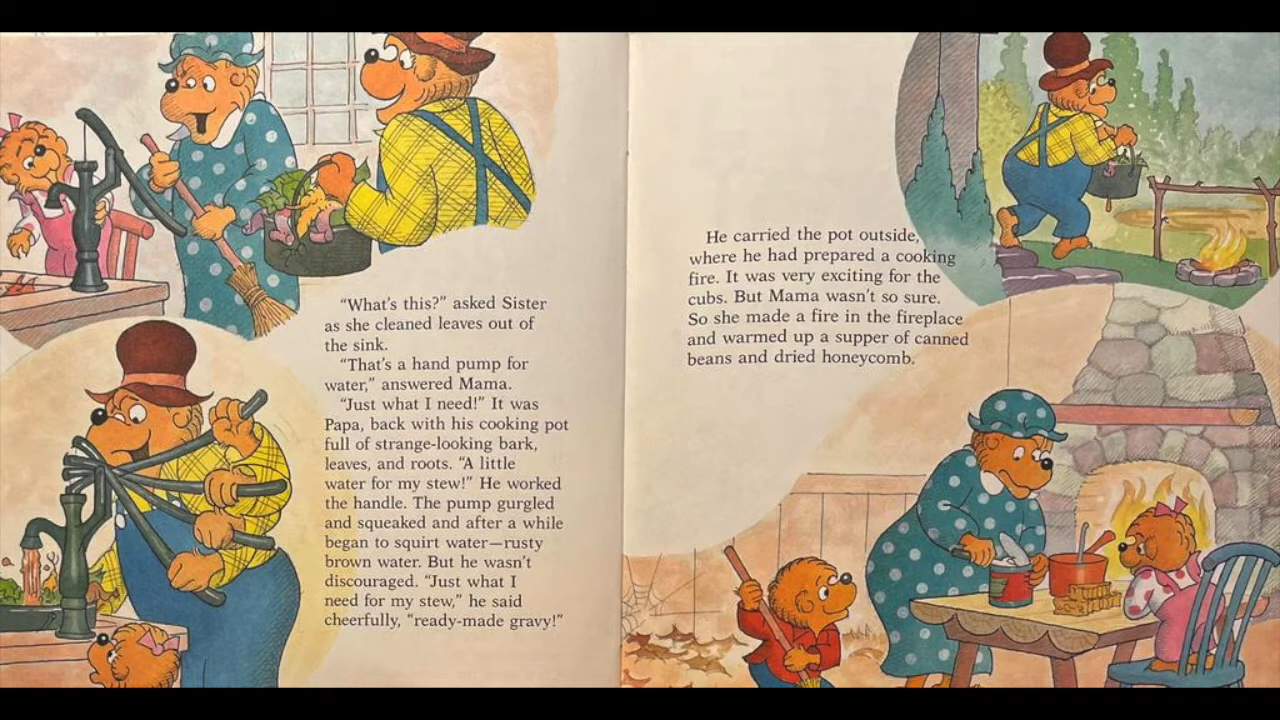 "What's this?" asked Sister
as she cleaned leaves out of
the sink.
"That's a hand pump for
water," answered Mama.
"Just what I need!" It was
Papa, back with his cooking pot
full of strange-looking bark,
leaves, and roots. "A little
water for my stew!" He worked
the handle. The pump gurgled
and squeaked and after a while
began to squirt water—rusty
brown water. But he wasn't
discouraged. "Just what I
need for my stew," he said
cheerfully, "ready-made gravy!"
He carried the pot outside,
where he had prepared a cooking
fire. It was very exciting for the
cubs. But Mama wasn't so sure.
So she made a fire in the fireplace
and warmed up a supper of canned
beans and dried honeycomb.